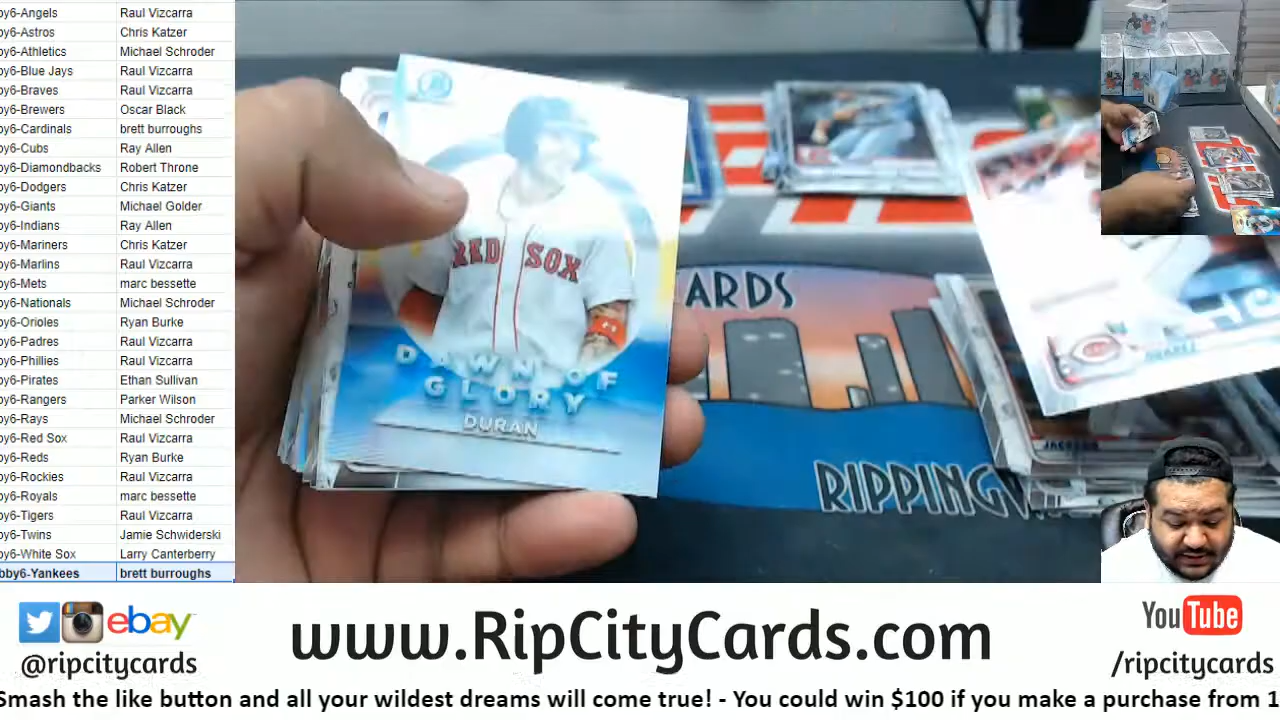 by6-Angels Raul Vizcarra
by6-Astros Chris Katzer
by6-Athletics Michael Schroder
by6-Blue Jays Raul Vizcarra
by6-Braves Raul Vizcarra
by6-Brewers Oscar Black
by6-Cardinals brett burroughs
by6-Cubs Ray Allen
by6-Diamondbacks Robert Throne
by6-Dodgers Chris Katzer
by6-Giants Michael Golder
by6-Indians Ray Allen
by6-Mariners Chris Katzer
by6-Marlins Raul Vizcarra
by6-Mets marc bessette
by6-Nationals Michael Schroder
by6-Orioles Ryan Burke
by6-Padres Raul Vizcarra
by6-Phillies Raul Vizcarra
by6-Pirates Ethan Sullivan
by6-Rangers Parker Wilson
by6-Rays Michael Schroder
by6-Red Sox Raul Vizcarra
by6-Reds Ryan Burke
by6-Rockies Raul Vizcarra
by6-Royals marc bessette
by6-Tigers Raul Vizcarra
by6-Twins Jamie Schwiderski
by6-White Sox Larry Canterberry
bby6-Yankees brett burroughs
RED SOX
DAWN OF
GLORY
DURAN
ARDS
RIPPING
JACKSON
ebay
@ripcitycards
www.RipCityCards.com
YouTube
/ripcitycards
Smash the like button and all your wildest dreams will come true! - You could win $100 if you make a purchase from 1